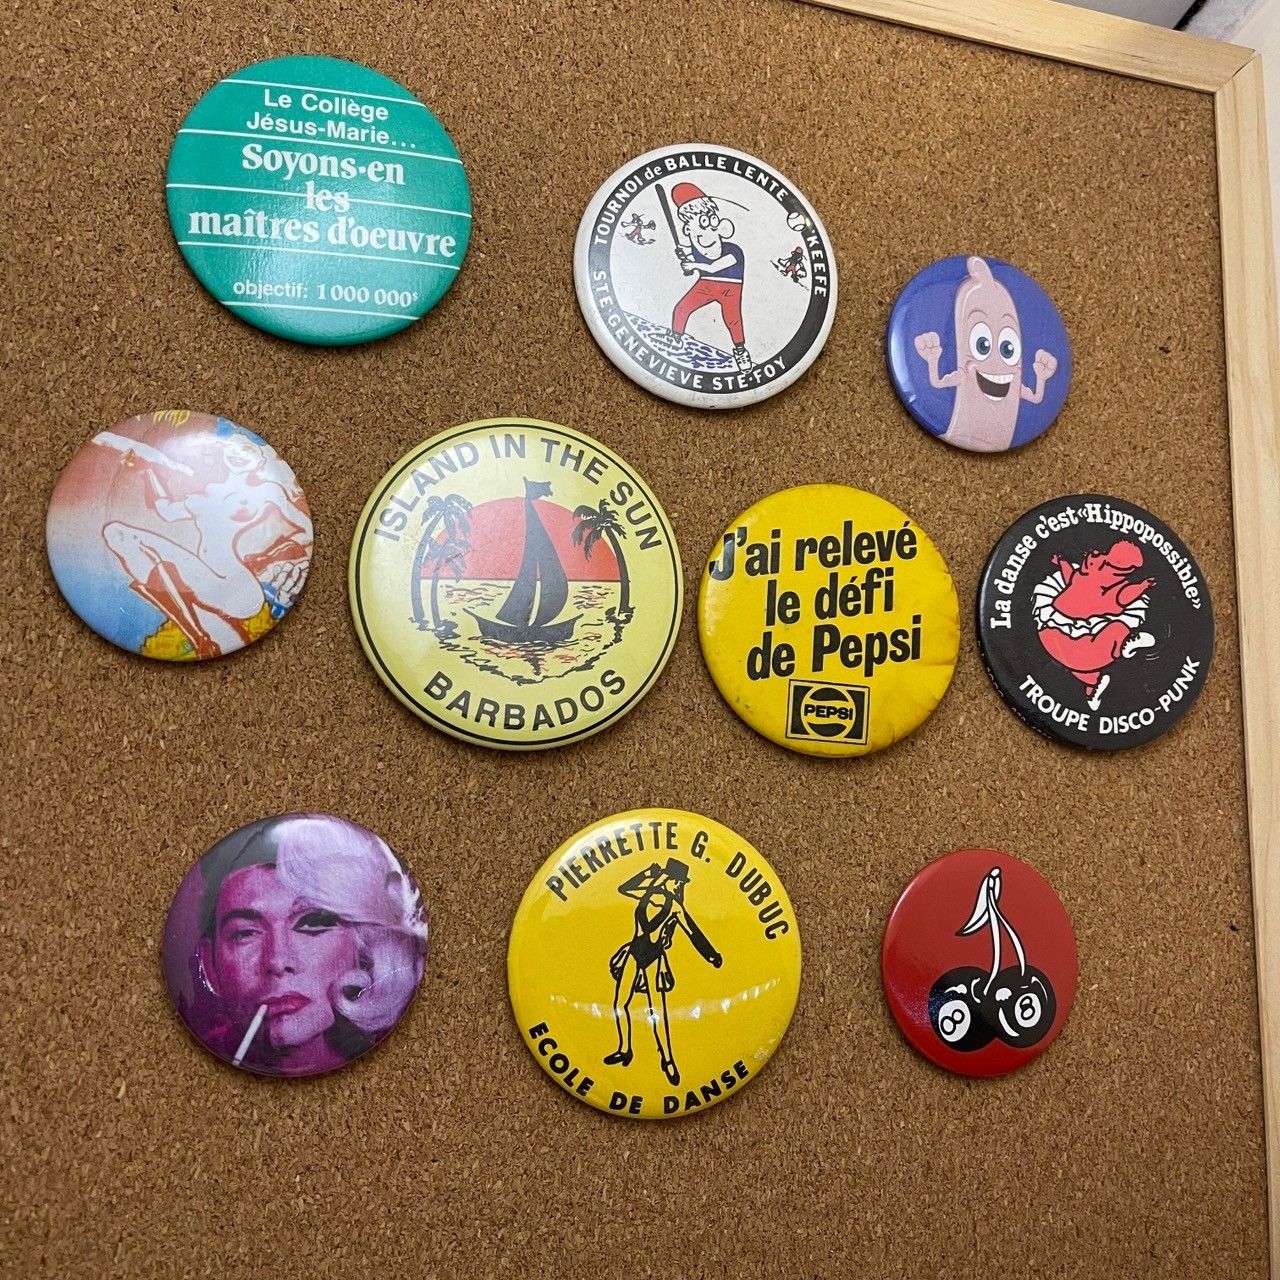 Le Collège
Jésus-Marie...
Soyons-en
les
maîtres d'oeuvre
objectif: 1 000 000$
TOURNOI de BALLE LENTE O'KEEFE
STE-GENEVIEVE STE-FOY
ISLAND IN THE SUN
BARBADOS
J'ai relevé
le défi
de Pepsi
PEPSI
La danse c'est «Hippopossible»
TROUPE DISCO-PUNK
PIERRETTE G. DUBUC
ECOLE DE DANSE
8
8